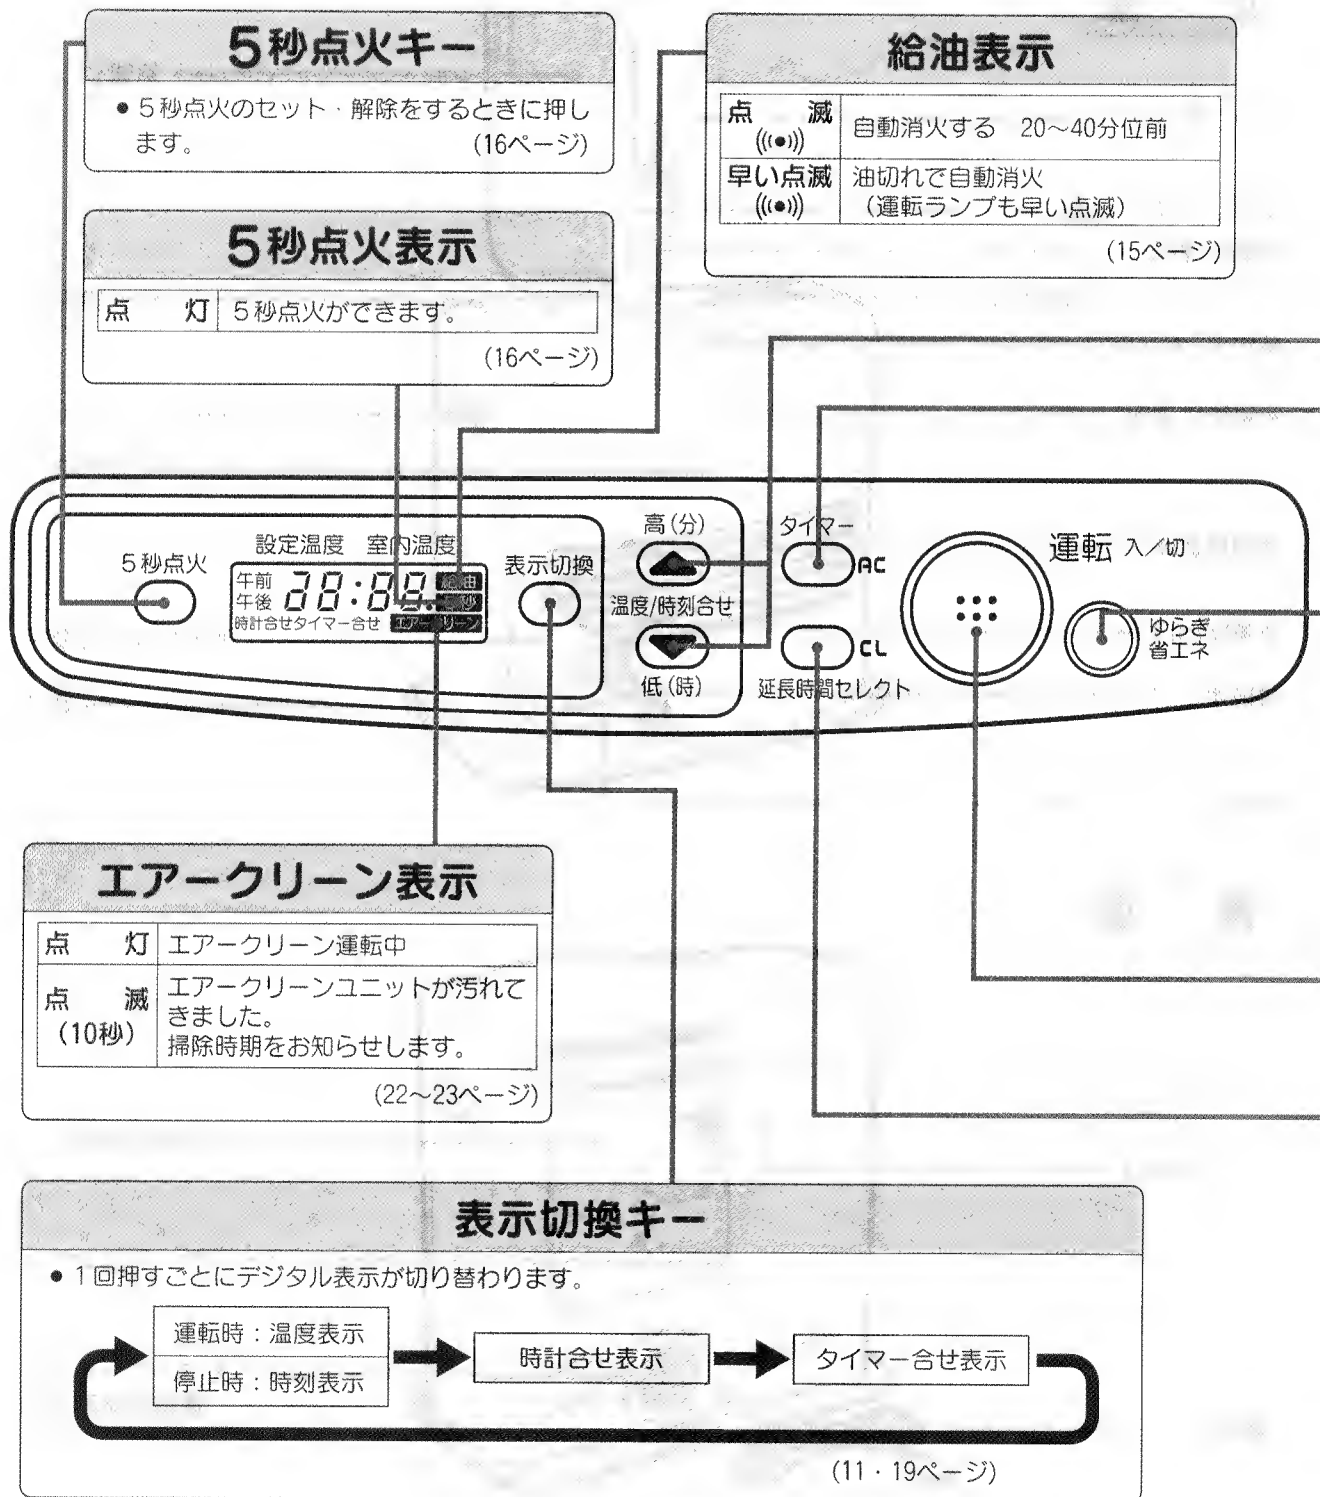 5秒点火キー
● 5秒点火のセット・解除をするときに押し
ます。 (16ページ)
5秒点火表示
点 灯 5秒点火ができます。
(16ページ)
給油表示
点 滅 自動消火する 20〜40分位前
早い点滅 油切れで自動消火
(運転ランプも早い点滅)
(15ページ)
5秒点火
設定温度 室内温度
午前
午後
時計合せタイマー合せ
表示切換
高(分)
温度/時刻合せ
低(時)
タイマー
AC
CL
延長時間セレクト
運転 入/切
ゆらぎ
省エネ
エアークリーン表示
点 灯 エアークリーン運転中
点 滅
(10秒)
エアークリーンユニットが汚れて
きました。
掃除時期をお知らせします。
(22〜23ページ)
表示切換キー
● 1回押すごとにデジタル表示が切り替わります。
運転時:温度表示
停止時:時刻表示
時計合せ表示
タイマー合せ表示
(11・19ページ)